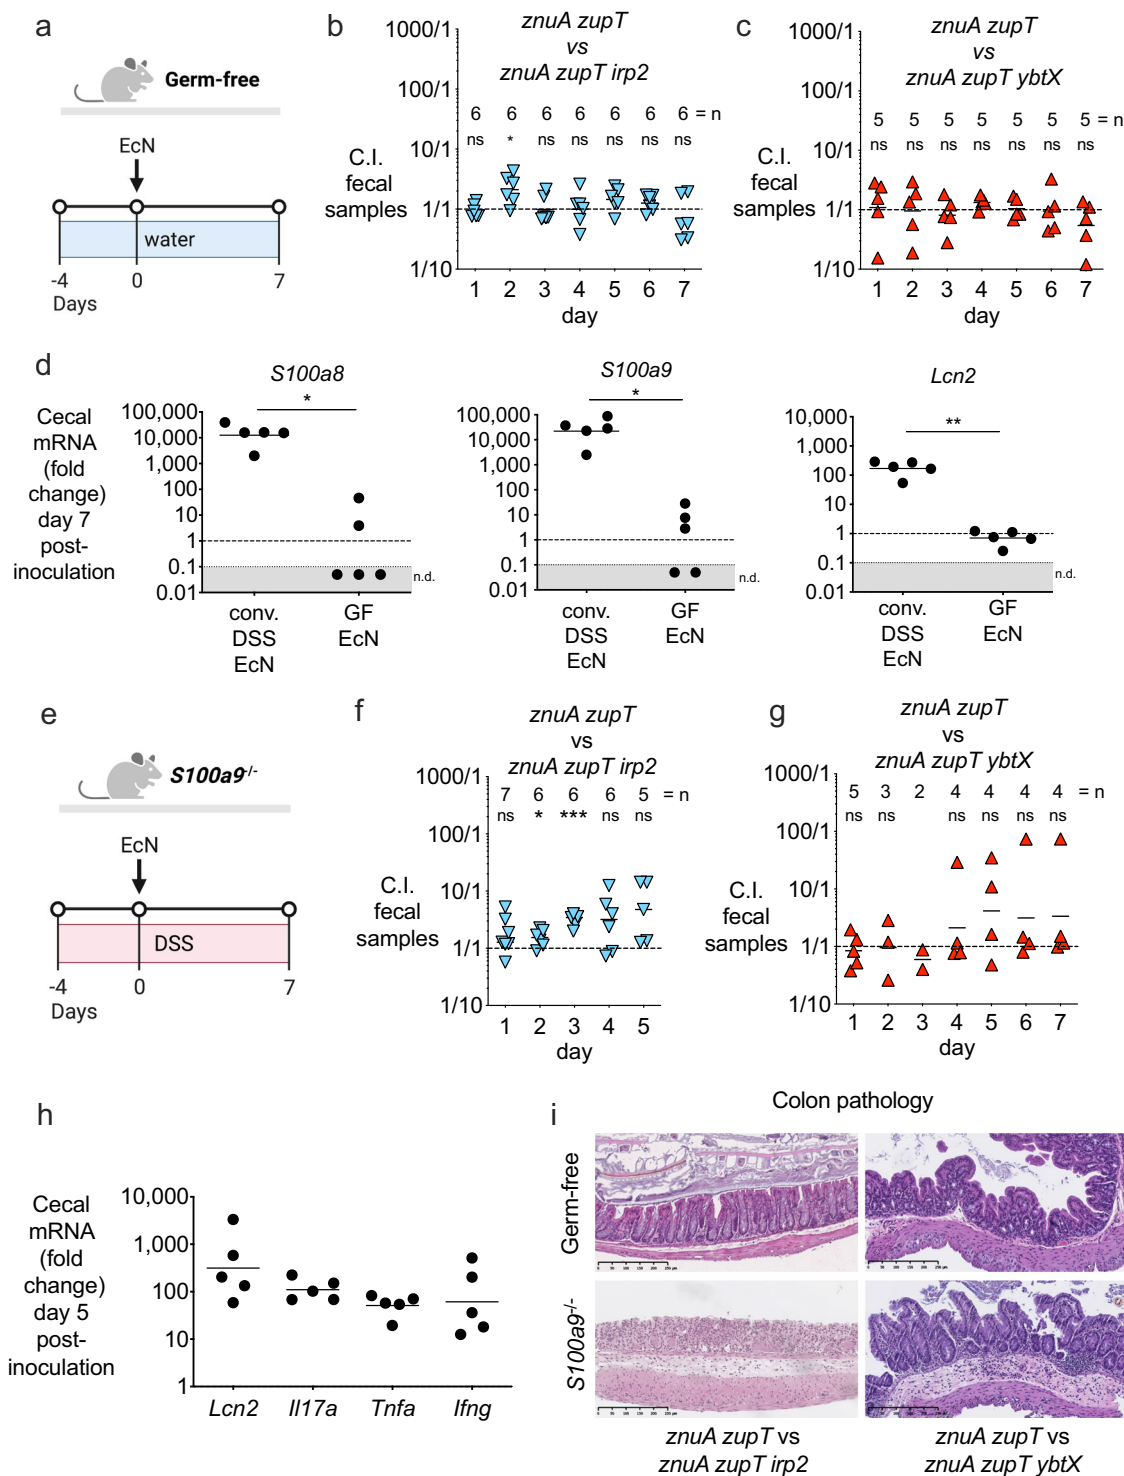 a
Germ-free
EcN
water
-4 0 7
Days
b
znuA zupT
vs
znuA zupT irp2
1000/1
100/1
10/1
1/1
1/10
C.I.
fecal
samples
6 6 6 6 6 6 6 = n
ns * ns ns ns ns ns
1 2 3 4 5 6 7
day
c
znuA zupT
vs
znuA zupT ybtX
1000/1
100/1
10/1
1/1
1/10
C.I.
fecal
samples
5 5 5 5 5 5 5 = n
ns ns ns ns ns ns ns
1 2 3 4 5 6 7
day
d
Cecal
mRNA
(fold
change)
day 7
post-
inoculation
S100a8
*
100,000
10,000
1,000
100
10
1
0.1
0.01
n.d.
conv. GF
DSS EcN
EcN
S100a9
*
100,000
10,000
1,000
100
10
1
0.1
0.01
n.d.
conv. GF
DSS EcN
EcN
Lcn2
**
10,000
1,000
100
10
1
0.1
0.01
n.d.
conv. GF
DSS EcN
EcN
e
S100a9-/-
EcN
DSS
-4 0 7
Days
f
znuA zupT
vs
znuA zupT irp2
1000/1
100/1
10/1
1/1
1/10
C.I.
fecal
samples
7 6 6 6 5 = n
ns * *** ns ns
1 2 3 4 5
day
g
znuA zupT
vs
znuA zupT ybtX
1000/1
100/1
10/1
1/1
1/10
C.I.
fecal
samples
5 3 2 4 4 4 4 = n
ns ns ns ns ns ns
1 2 3 4 5 6 7
day
h
Cecal
mRNA
(fold
change)
day 5
post-
inoculation
10,000
1,000
100
10
1
Lcn2 Il17a Tnfa Ifng
i
Colon pathology
Germ-free
S100a9-/-
znuA zupT vs
znuA zupT irp2
znuA zupT vs
znuA zupT ybtX